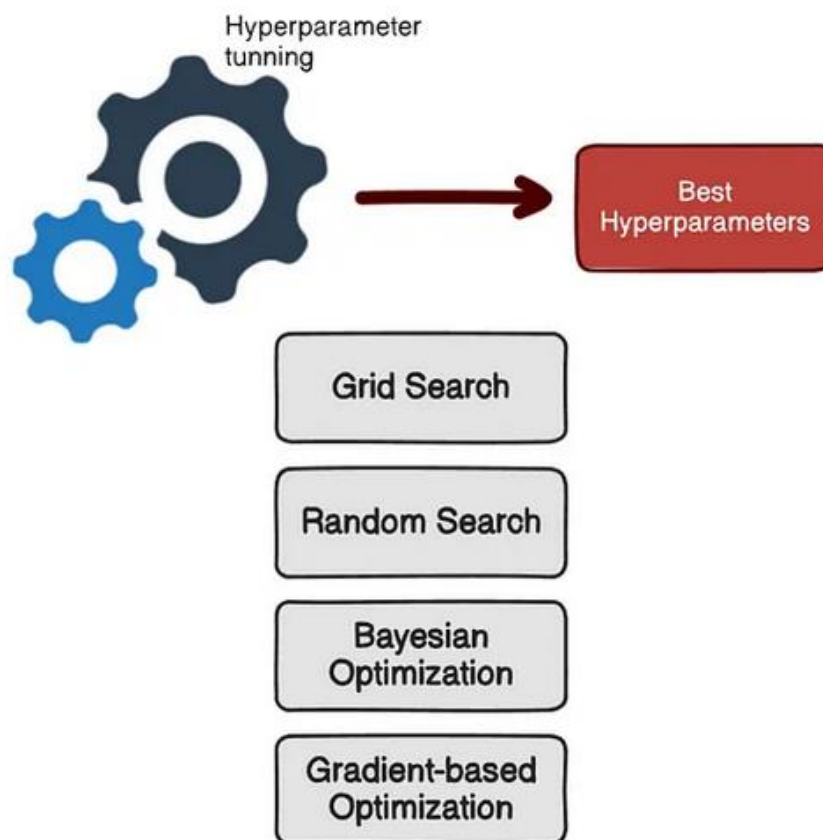 Hyperparameter
tunning
Best
Hyperparameters
Grid Search
Random Search
Bayesian
Optimization
Gradient-based
Optimization